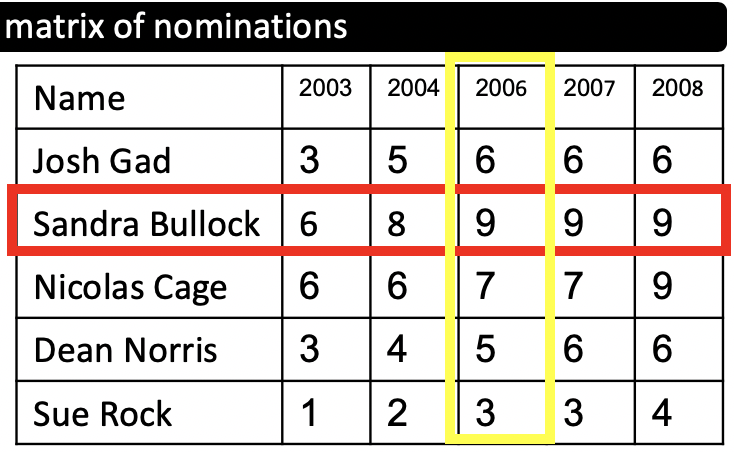 matrix of nominations
Name 2003 2004 2006 2007 2008
Josh Gad 3 5 6 6 6
Sandra Bullock 6 8 9 9 9
Nicolas Cage 6 6 7 7 9
Dean Norris 3 4 5 6 6
Sue Rock 1 2 3 3 4